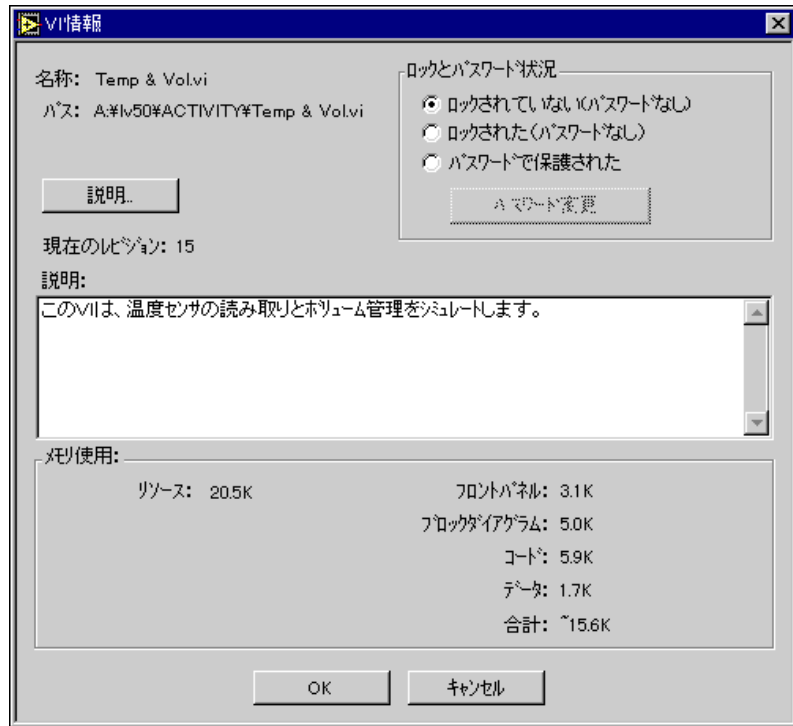 VI情報
名称: Temp & Vol.vi
パス: A:¥lv50¥ACTIVITY¥Temp & Vol.vi
説明...
現在のレビジョン: 15
ロックとパスワード状況
ロックされていない(パスワードなし)
ロックされた(パスワードなし)
パスワードで保護された
パスワード変更
説明:
このVIは、温度センサの読み取りとボリューム管理をシミュレートします。
メモリ使用:
リソース: 20.5K
フロントパネル: 3.1K
ブロックダイアグラム: 5.0K
コード: 5.9K
データ: 1.7K
合計: ~15.6K
OK
キャンセル